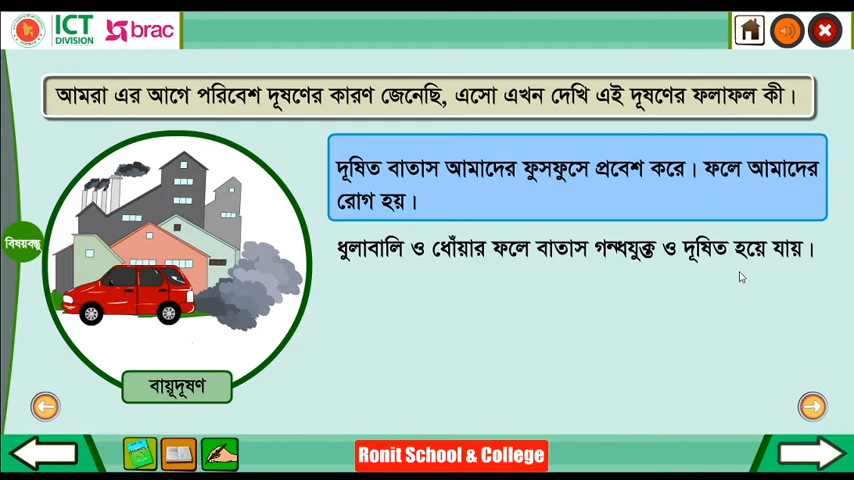 ICT
DIVISION
brac
আমরা এর আগে পরিবেশ দূষণের কারণ জেনেছি, এসো এখন দেখি এই দূষণের ফলাফল কী।
দূষিত বাতাস আমাদের ফুসফুসে প্রবেশ করে। ফলে আমাদের
রোগ হয়।
ধুলাবালি ও ধোঁয়ার ফলে বাতাস গন্ধযুক্ত ও দূষিত হয়ে যায়।
বিষয়বস্তু
বায়ূদূষণ
Ronit School & College